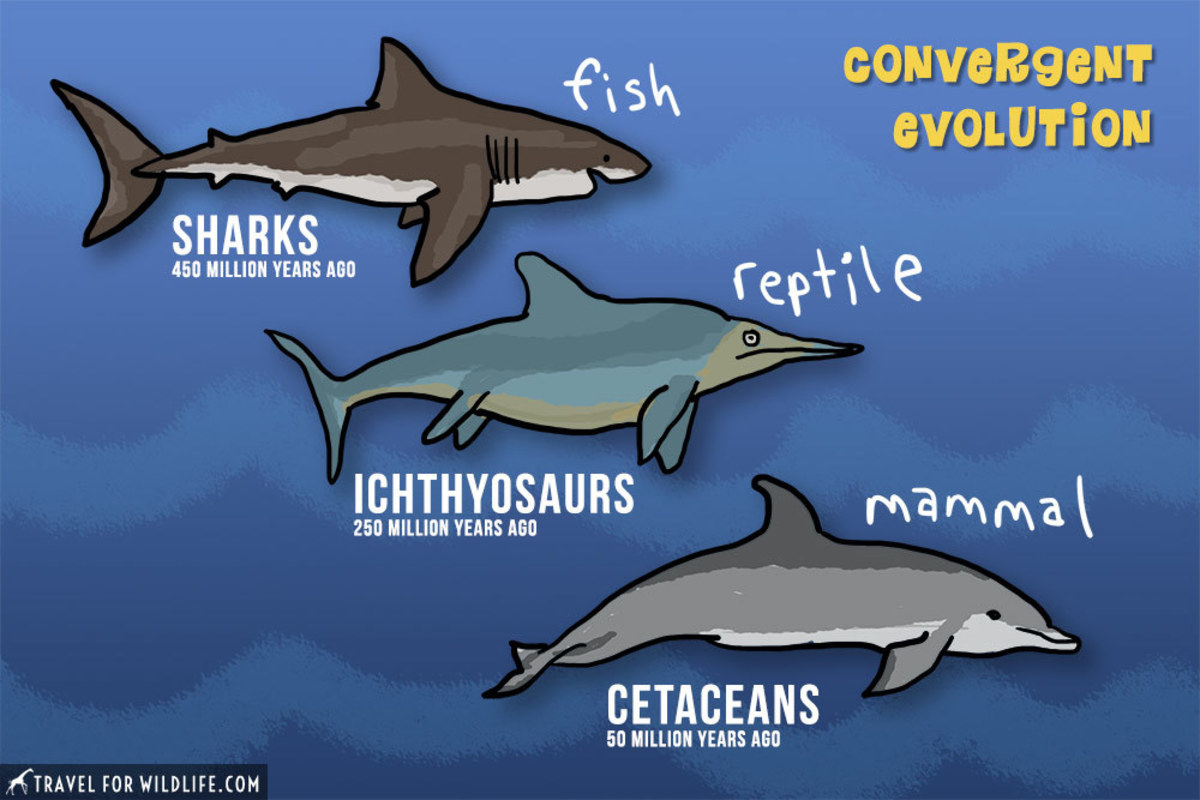 CONVERGENT
EVOLUTION
fish
SHARKS
450 MILLION YEARS AGO
reptile
ICHTHYOSAURS
250 MILLION YEARS AGO
mammal
CETACEANS
50 MILLION YEARS AGO
TRAVEL FOR WILDLIFE.COM